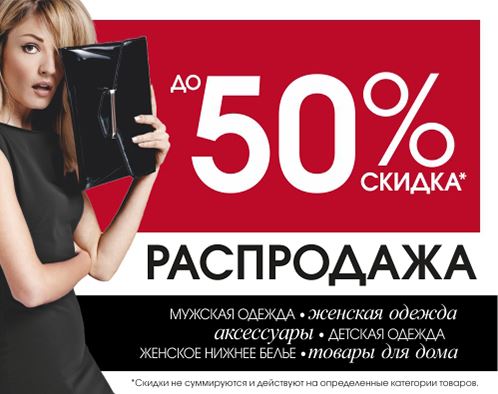 ДО
50%
СКИДКА*
РАСПРОДАЖА
МУЖСКАЯ ОДЕЖДА • женская одежда
аксессуары • ДЕТСКАЯ ОДЕЖДА
ЖЕНСКОЕ НИЖНЕЕ БЕЛЬЕ • товары для дома
*Скидки не суммируются и действуют на определенные категории товаров.